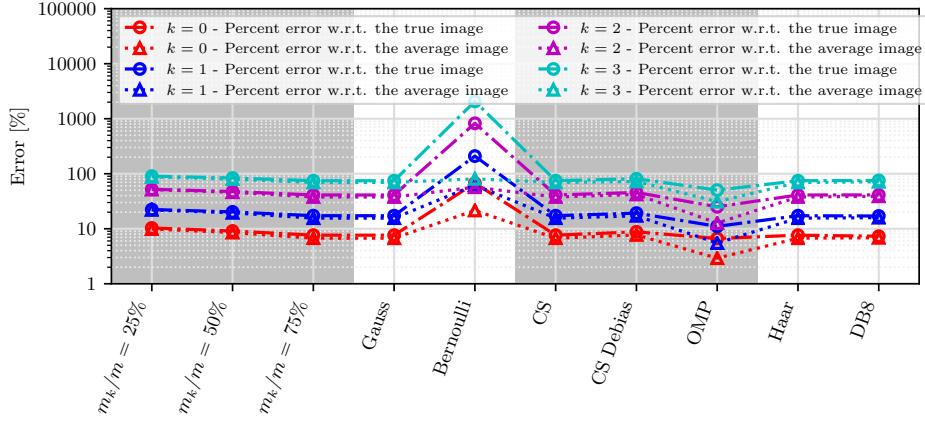 100000
10000
1000
100
10
1
Error [%]
k = 0 - Percent error w.r.t. the true image
k = 0 - Percent error w.r.t. the average image
k = 1 - Percent error w.r.t. the true image
k = 1 - Percent error w.r.t. the average image
k = 2 - Percent error w.r.t. the true image
k = 2 - Percent error w.r.t. the average image
k = 3 - Percent error w.r.t. the true image
k = 3 - Percent error w.r.t. the average image
m_k/m = 25%
m_k/m = 50%
m_k/m = 75%
Gauss
Bernoulli
CS
CS Debias
OMP
Haar
DB8